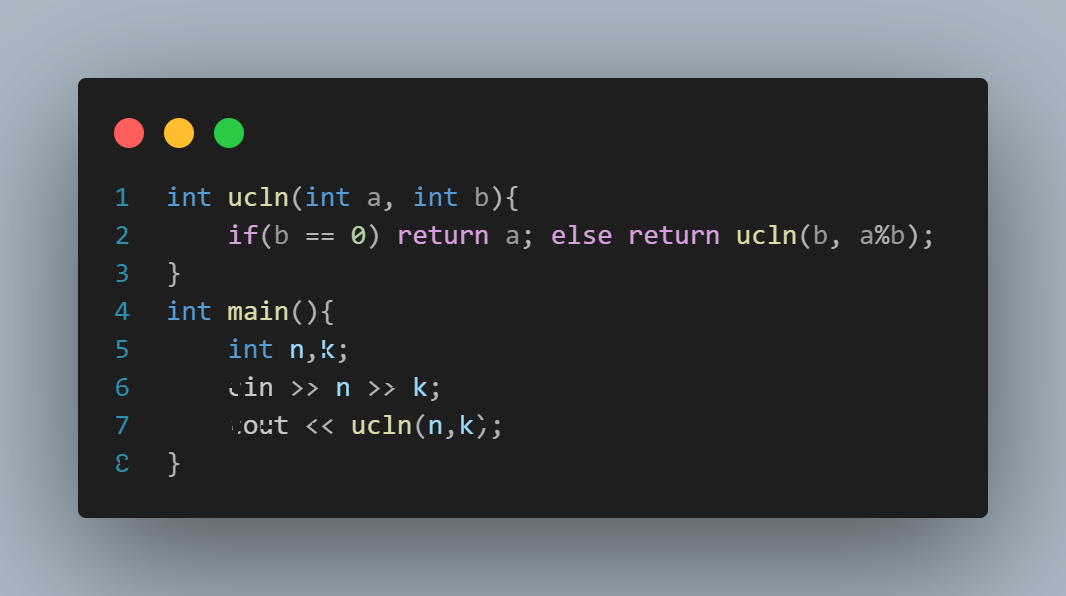 1 int ucln(int a, int b){
2     if(b == 0) return a; else return ucln(b, a%b);
3 }
4 int main(){
5     int n,k;
6     cin >> n >> k;
7     cout << ucln(n,k);
8 }